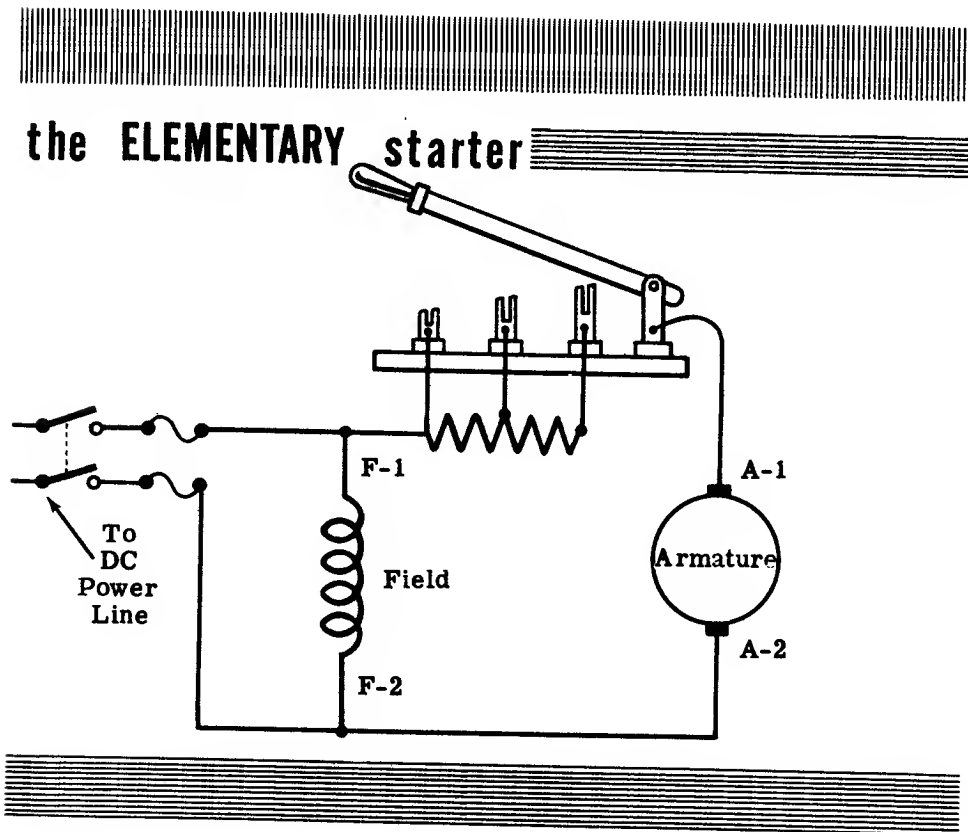 the ELEMENTARY starter
F-1
A-1
To
DC
Power
Line
Field
Armature
F-2
A-2